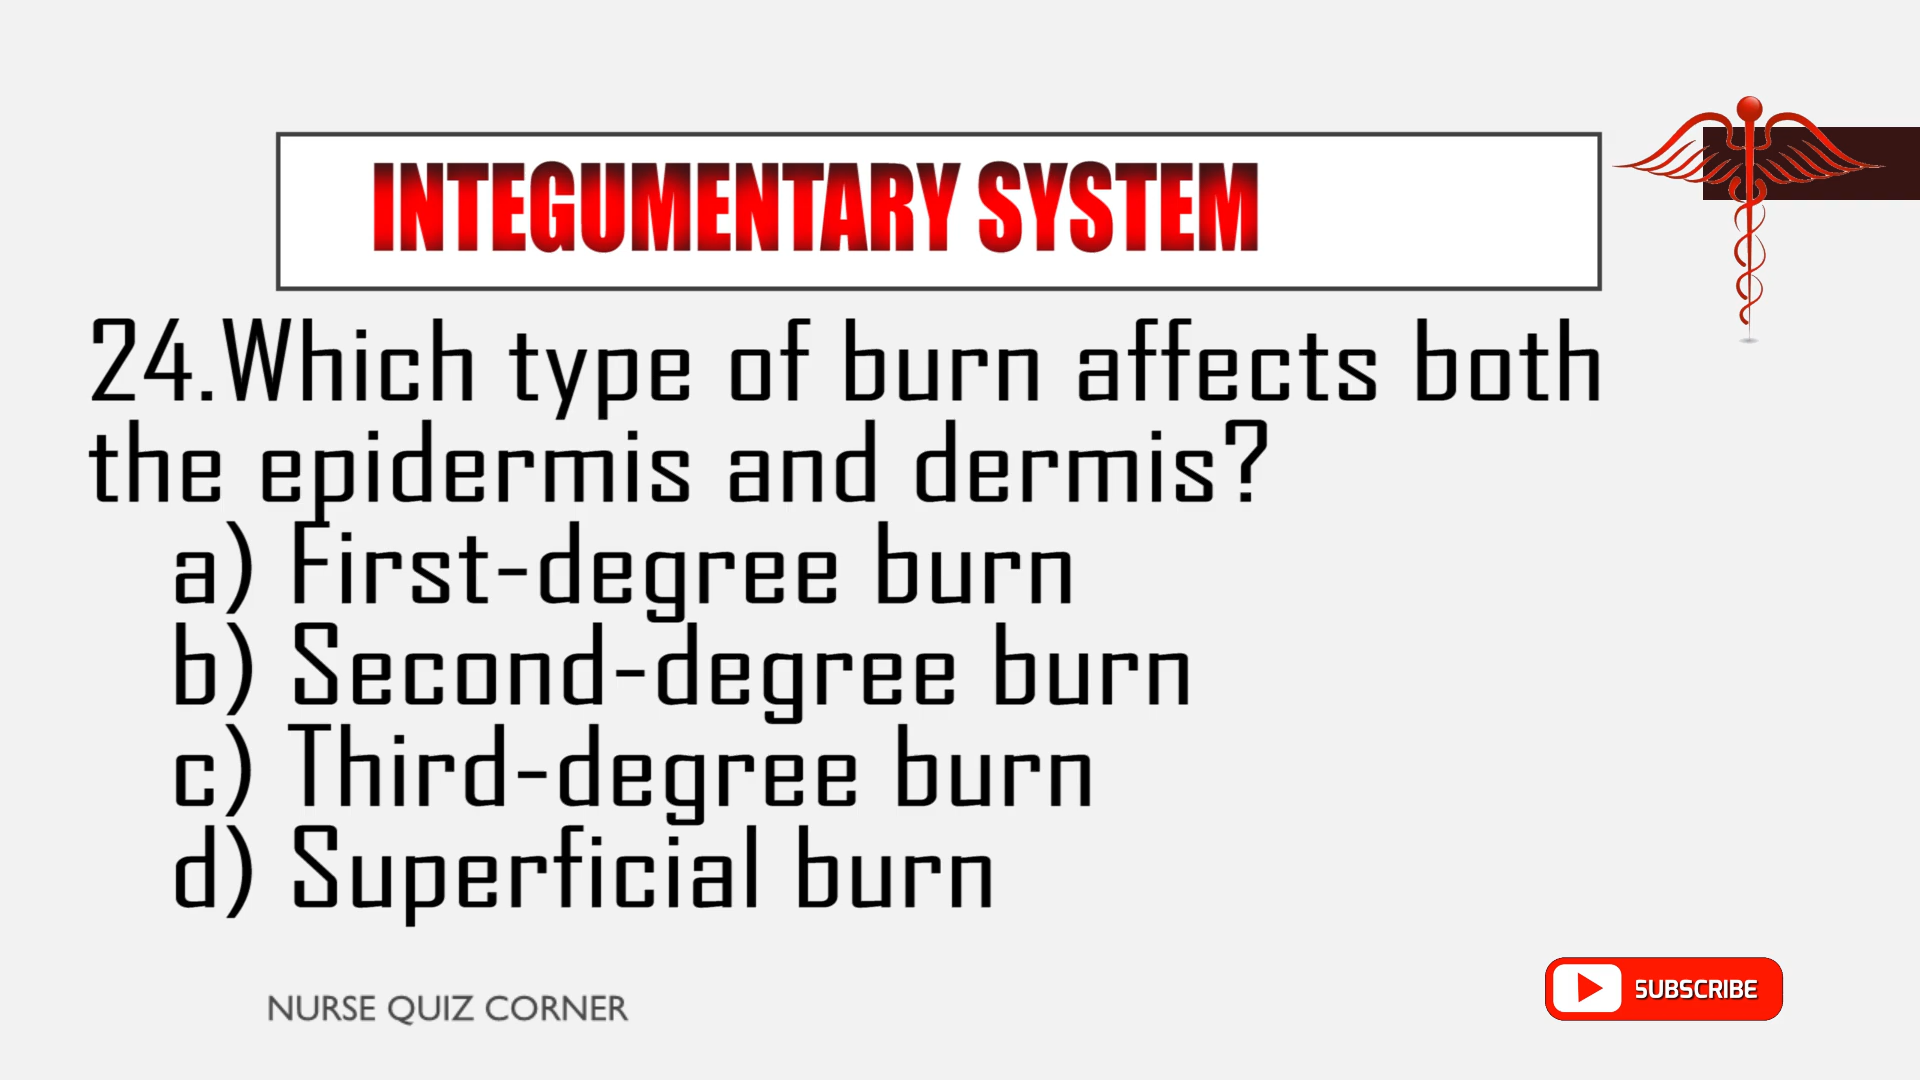 INTEGUMENTARY SYSTEM
24.Which type of burn affects both
the epidermis and dermis?
a) First-degree burn
b) Second-degree burn
c) Third-degree burn
d) Superficial burn
NURSE QUIZ CORNER
SUBSCRIBE